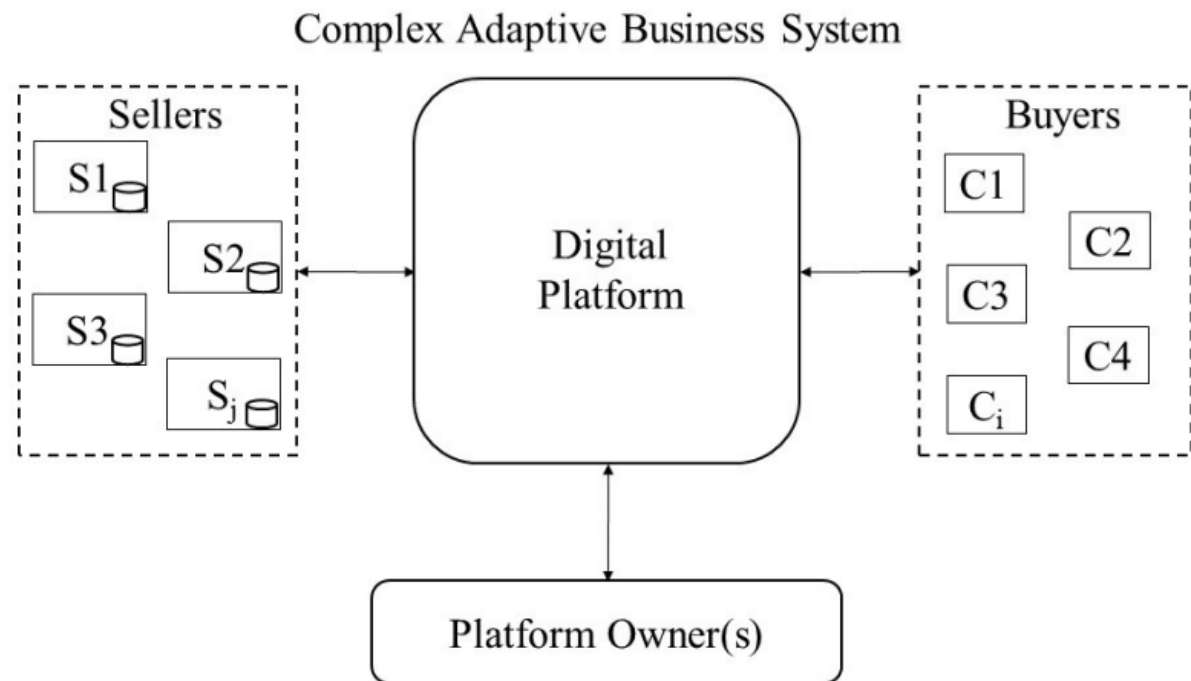 Complex Adaptive Business System
Sellers
S1
S2
S3
Sj
Digital
Platform
Buyers
C1
C2
C3
C4
Ci
Platform Owner(s)